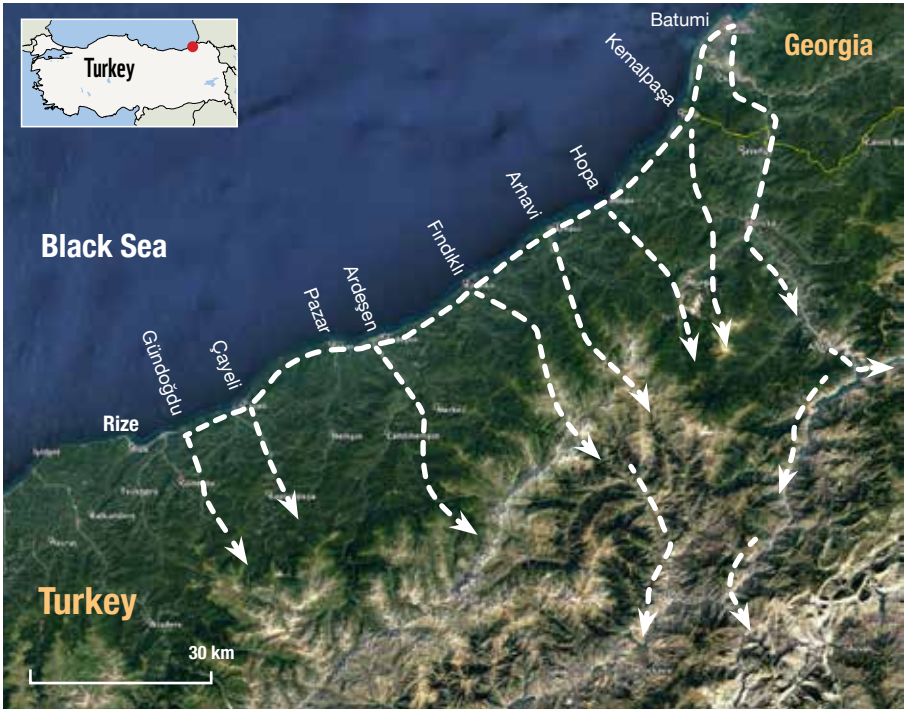 Turkey
Batumi
Georgia
Kemalpaşa
Hopa
Arhavi
Fındıklı
Black Sea
Ardeşen
Pazar
Çayeli
Gündoğdu
Rize
Turkey
30 km